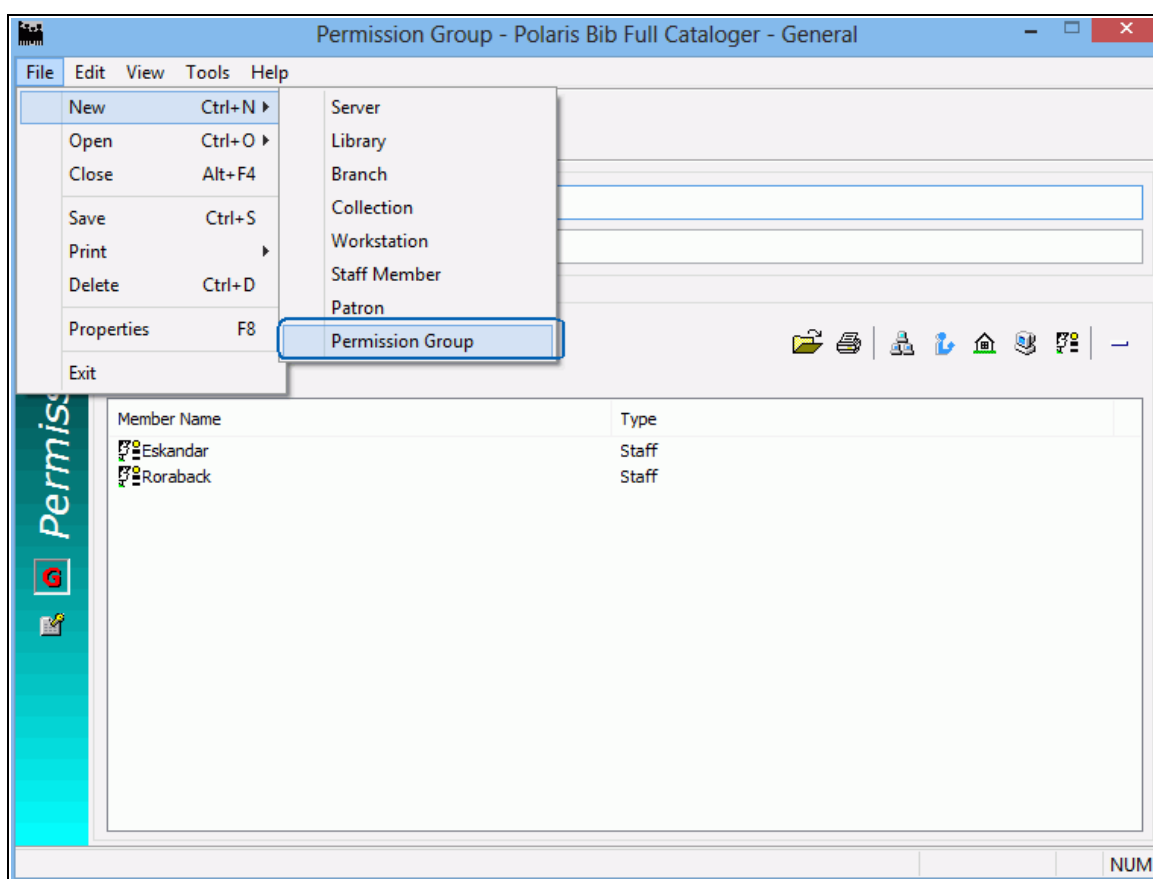 Permission Group - Polaris Bib Full Cataloger - General
File Edit View Tools Help
New Ctrl+N
Open Ctrl+O
Close Alt+F4
Save Ctrl+S
Print
Delete Ctrl+D
Properties F8
Exit
Server
Library
Branch
Collection
Workstation
Staff Member
Patron
Permission Group
Permiss
Member Name Type
Eskandar Staff
Roraback Staff
G
NUM